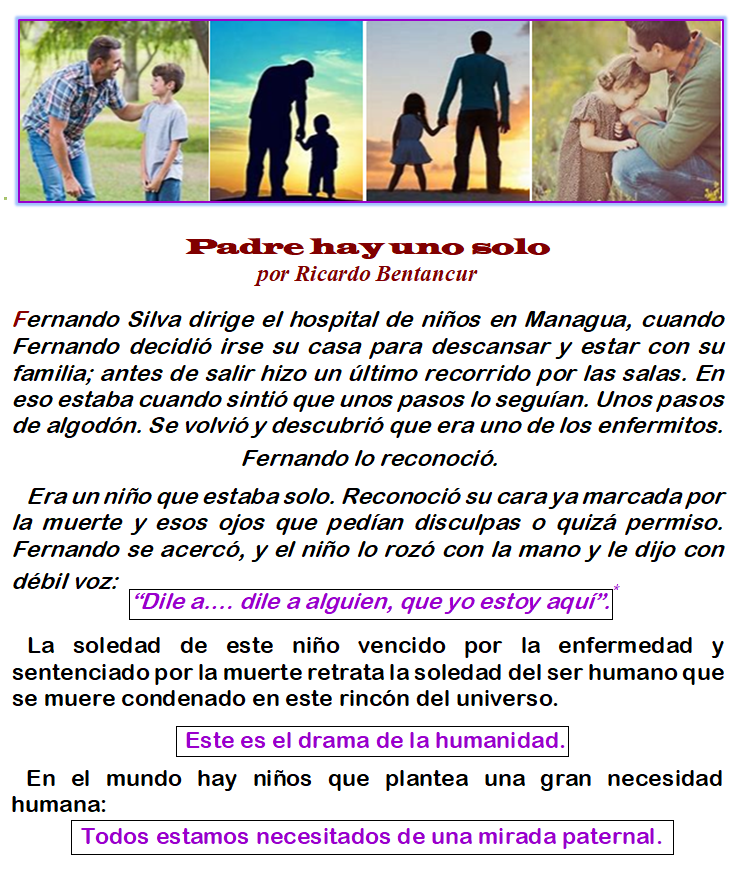 Padre hay uno solo
por Ricardo Bentancur
Fernando Silva dirige el hospital de niños en Managua, cuando
Fernando decidió irse su casa para descansar y estar con su
familia; antes de salir hizo un último recorrido por las salas. En
eso estaba cuando sintió que unos pasos lo seguían. Unos pasos
de algodón. Se volvió y descubrió que era uno de los enfermitos.
Fernando lo reconoció.
Era un niño que estaba solo. Reconoció su cara ya marcada por
la muerte y esos ojos que pedían disculpas o quizá permiso.
Fernando se acercó, y el niño lo rozó con la mano y le dijo con
débil voz:
“Dile a.... dile a alguien, que yo estoy aquí”.*
La soledad de este niño vencido por la enfermedad y
sentenciado por la muerte retrata la soledad del ser humano que
se muere condenado en este rincón del universo.
Este es el drama de la humanidad.
En el mundo hay niños que plantea una gran necesidad
humana:
Todos estamos necesitados de una mirada paternal.